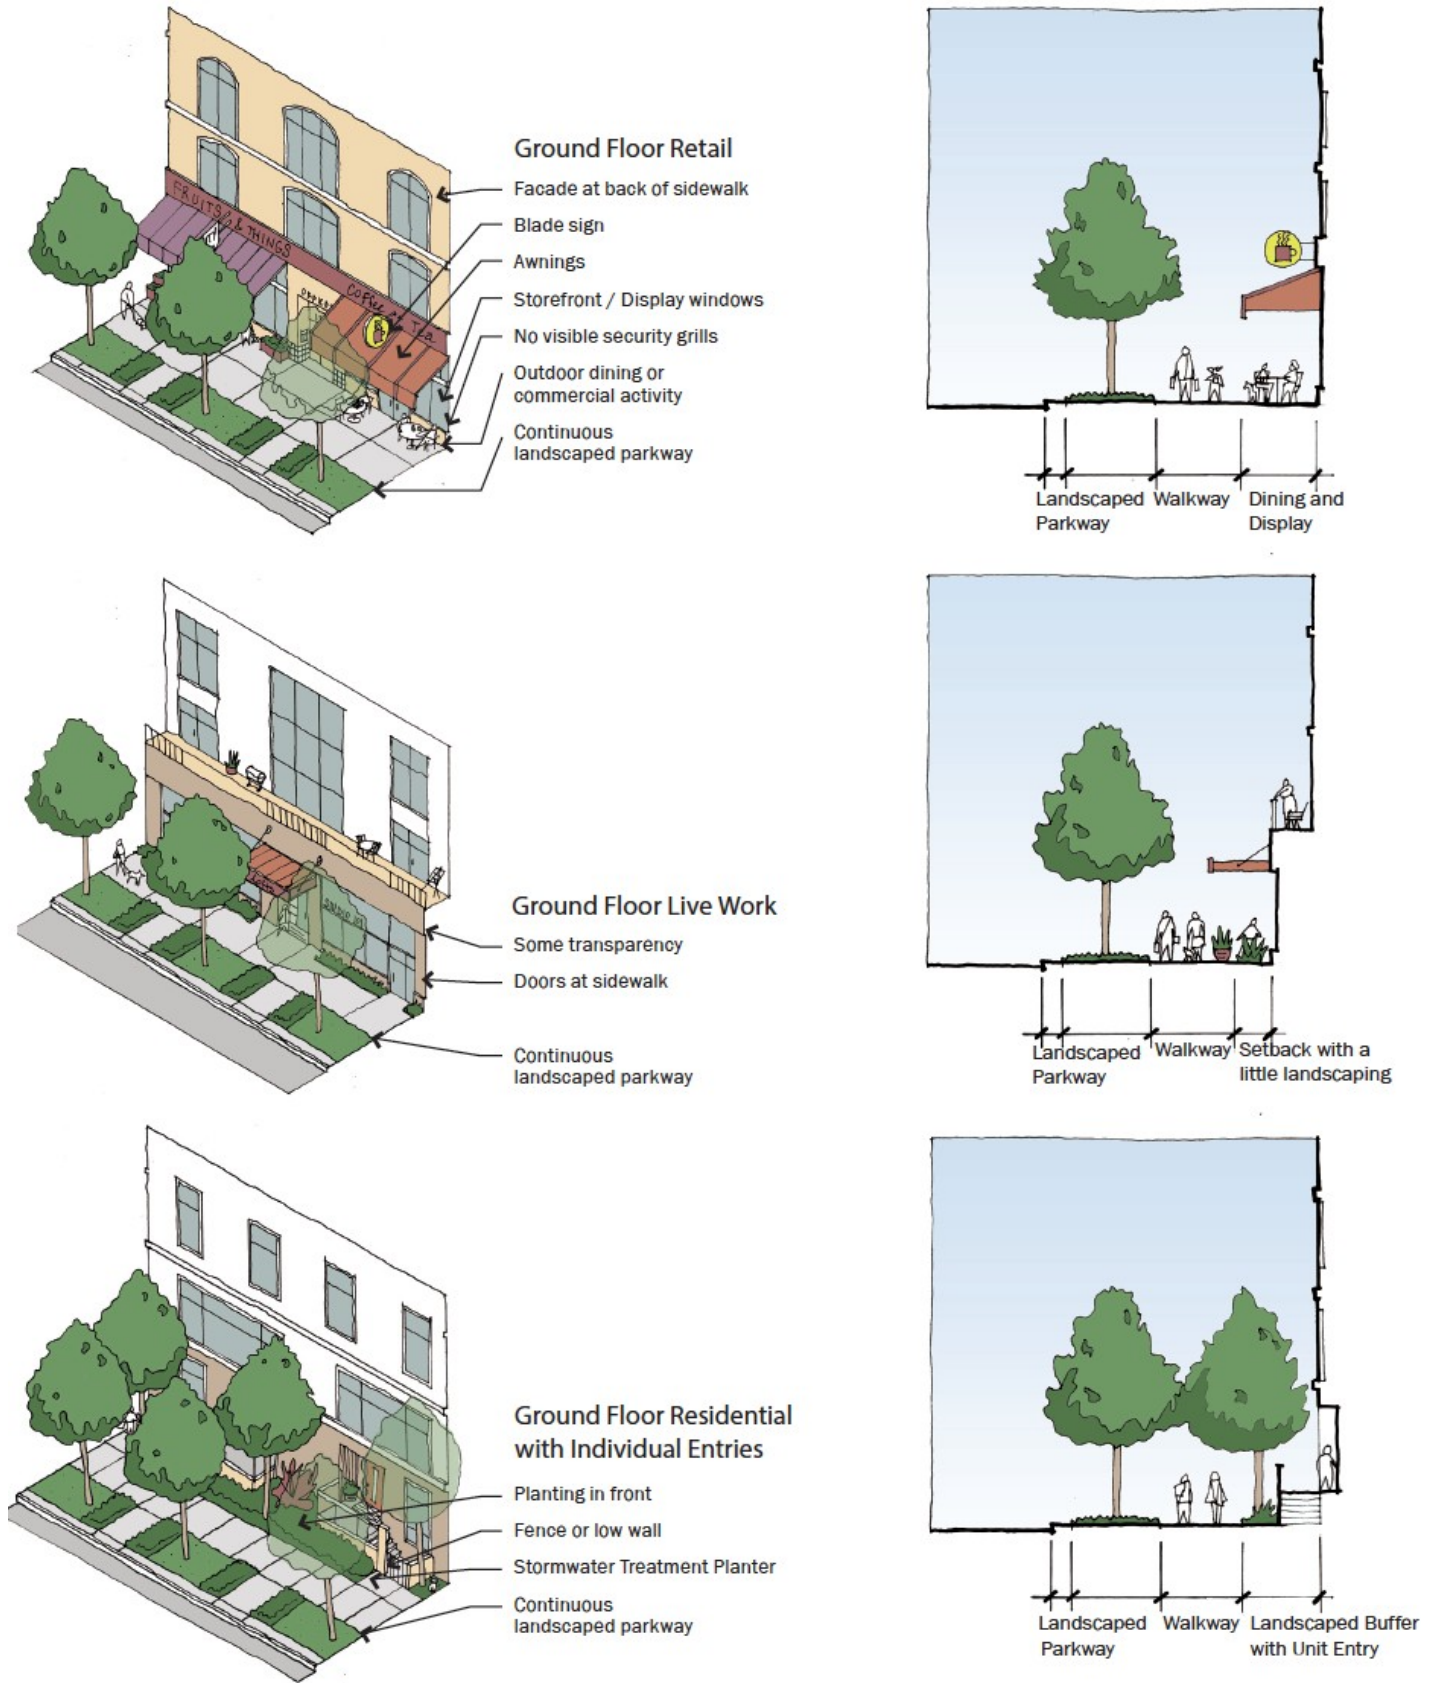 Ground Floor Retail
Facade at back of sidewalk
Blade sign
Awnings
Storefront / Display windows
No visible security grills
Outdoor dining or
commercial activity
Continuous
landscaped parkway
FRUITS & THINGS
Coffee & Tea
Landscaped
Parkway
Walkway
Dining and
Display
Ground Floor Live Work
Some transparency
Doors at sidewalk
Continuous
landscaped parkway
Landscaped
Parkway
Walkway
Setback with a
little landscaping
Ground Floor Residential
with Individual Entries
Planting in front
Fence or low wall
Stormwater Treatment Planter
Continuous
landscaped parkway
Landscaped
Parkway
Walkway
Landscaped Buffer
with Unit Entry